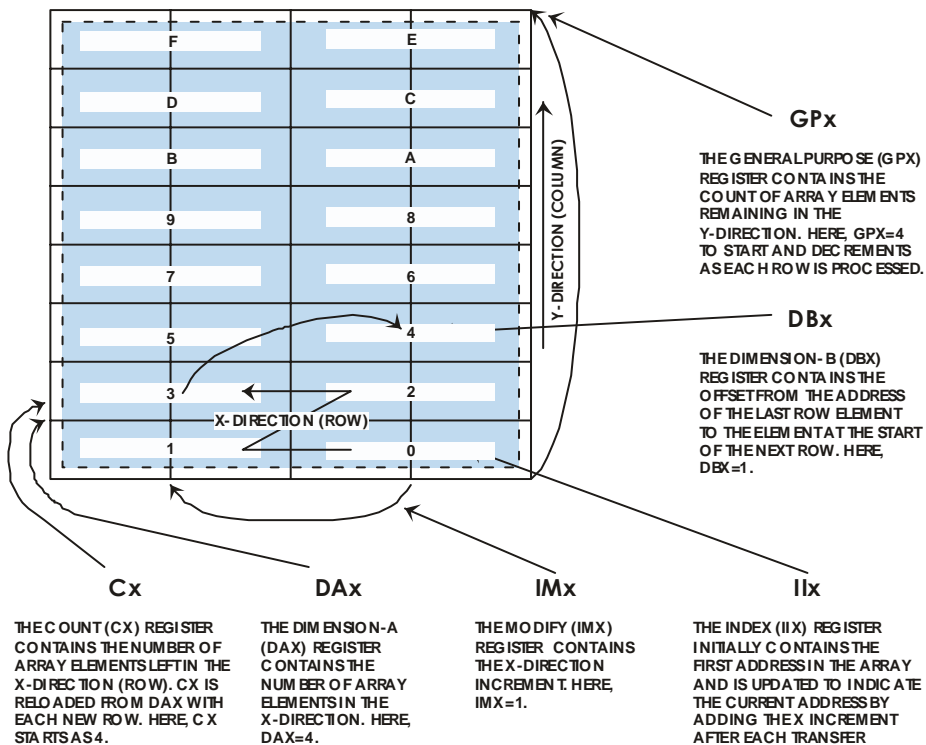 F E
D C
B A
9 8
7 6
5 4
3 2
X-DIRECTION (ROW)
1 0
Y-DIRECTION (COLUMN)
GPx
THE GENERAL PURPOSE (GPX)
REGISTER CONTAINS THE
COUNT OF ARRAY ELEMENTS
REMAINING IN THE
Y-DIRECTION. HERE, GPX=4
TO START AND DECREMENTS
AS EACH ROW IS PROCESSED.
DBx
THE DIMENSION-B (DBX)
REGISTER CONTAINS THE
OFFSET FROM THE ADDRESS
OF THE LAST ROW ELEMENT
TO THE ELEMENT AT THE START
OF THE NEXT ROW. HERE,
DBX=1.
Cx
THE COUNT (CX) REGISTER
CONTAINS THE NUMBER OF
ARRAY ELEMENTS LEFT IN THE
X-DIRECTION (ROW). CX IS
RELOADED FROM DAX WITH
EACH NEW ROW. HERE, CX
STARTS AS 4.
DAx
THE DIMENSION-A
(DAX) REGISTER
CONTAINS THE
NUMBER OF ARRAY
ELEMENTS IN THE
X-DIRECTION. HERE,
DAX=4.
IMx
THE MODIFY (IMX)
REGISTER CONTAINS
THE X-DIRECTION
INCREMENT. HERE,
IMX=1.
IIx
THE INDEX (IIX) REGISTER
INITIALLY CONTAINS THE
FIRST ADDRESS IN THE ARRAY
AND IS UPDATED TO INDICATE
THE CURRENT ADDRESS BY
ADDING THE X INCREMENT
AFTER EACH TRANSFER